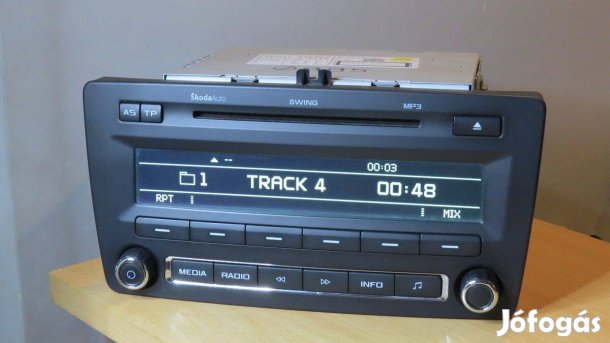 ŠkodaAuto SWING MP3
AS TP
-- 00:03
1 TRACK 4 00:48
RPT MIX
MEDIA RADIO INFO
Jófogás